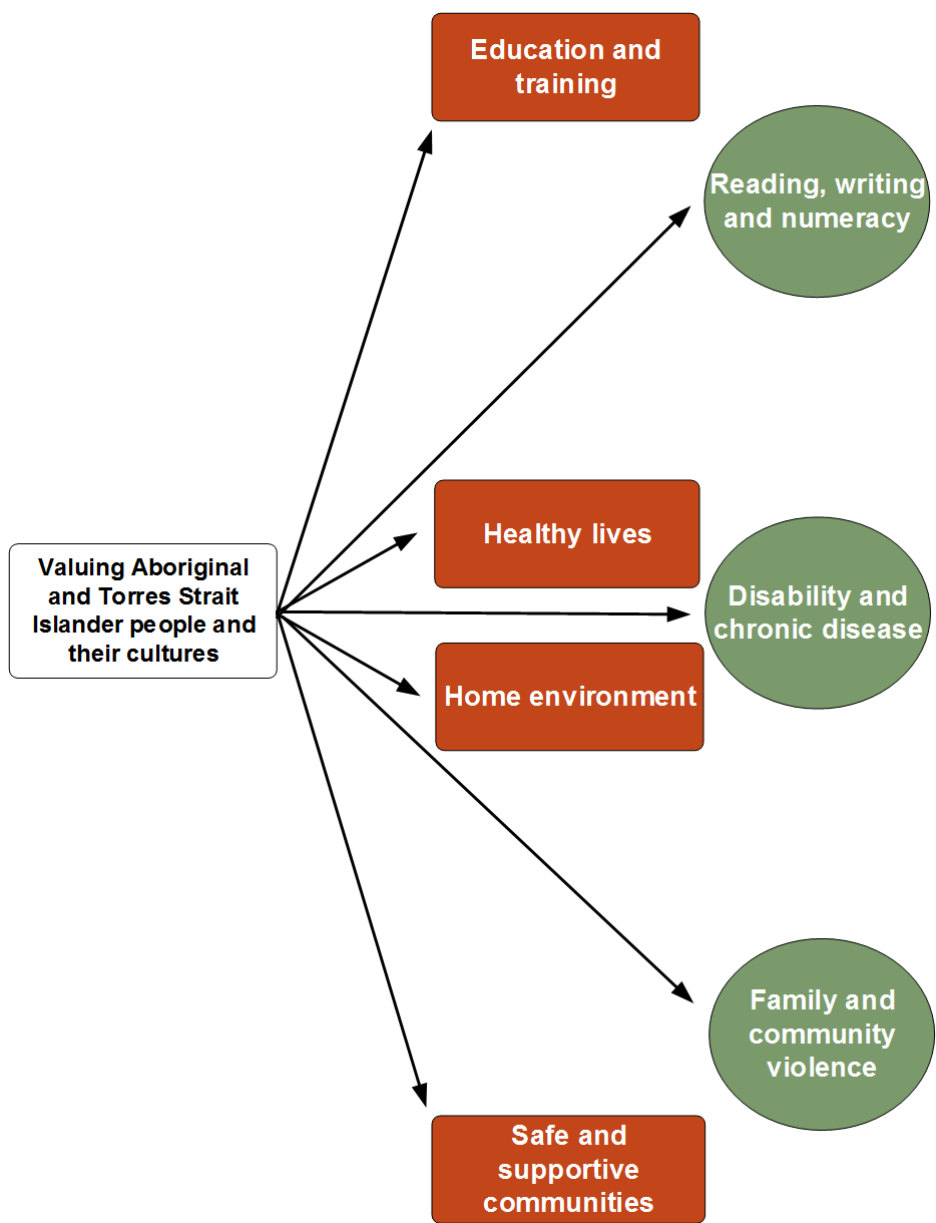 Education and
training
Reading, writing
and numeracy
Healthy lives
Valuing Aboriginal
and Torres Strait
Islander people and
their cultures
Disability and
chronic disease
Home environment
Family and
community
violence
Safe and
supportive
communities